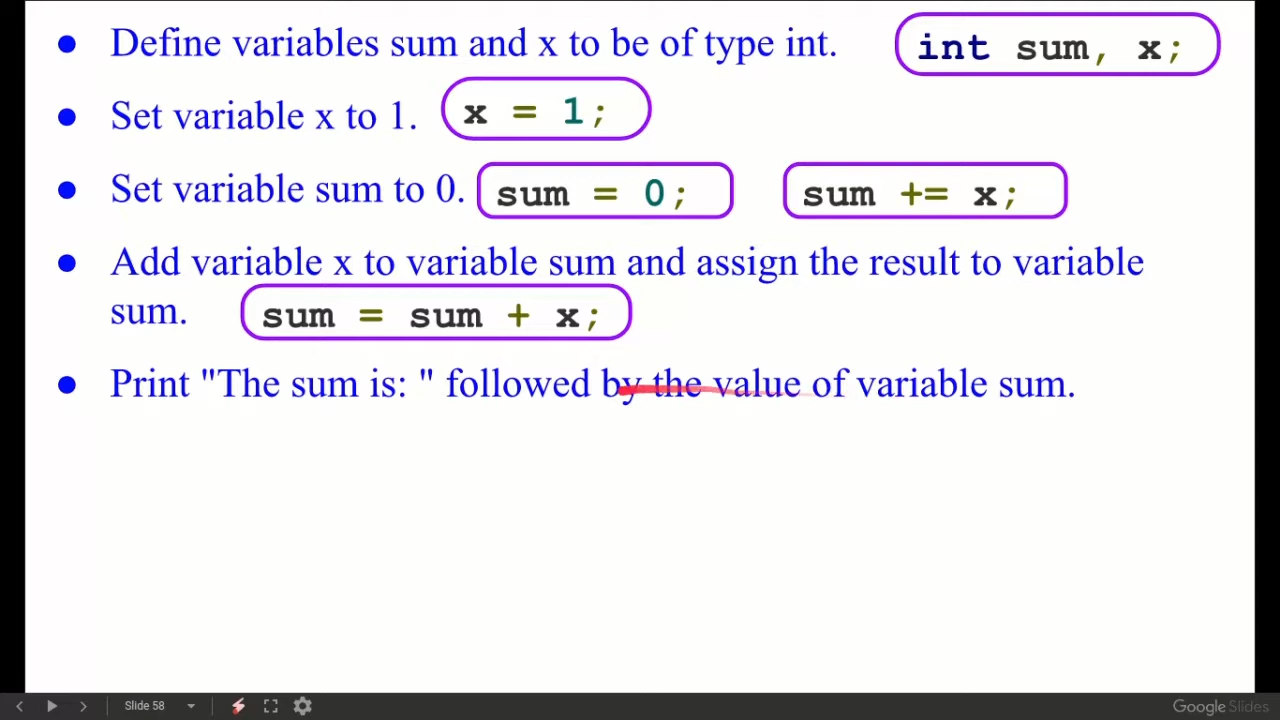 Define variables sum and x to be of type int. int sum, x;
Set variable x to 1. x = 1;
Set variable sum to 0. sum = 0; sum += x;
Add variable x to variable sum and assign the result to variable
sum. sum = sum + x;
Print "The sum is: " followed by the value of variable sum.
Slide 58 Google Slides